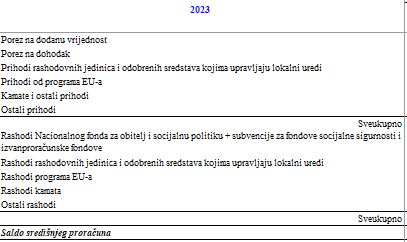 2023
Porez na dodanu vrijednost
Porez na dohodak
Prihodi rashodovnih jedinica i odobrenih sredstava kojima upravljaju lokalni uredi
Prihodi od programa EU-a
Kamate i ostali prihodi
Ostali prihodi
Sveukupno
Rashodi Nacionalnog fonda za obitelj i socijalnu politiku + subvencije za fondove socijalne sigurnosti i
izvanproračunske fondove
Rashodi rashodovnih jedinica i odobrenih sredstava kojima upravljaju lokalni uredi
Rashodi programa EU-a
Rashodi kamata
Ostali rashodi
Sveukupno
Saldo središnjeg proračuna